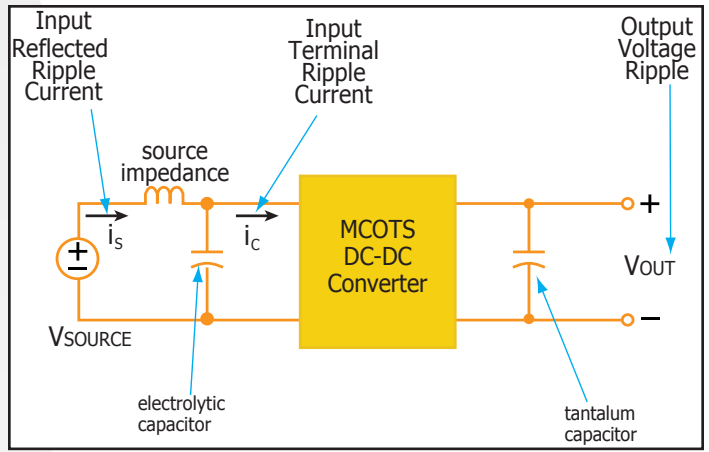 Input
Reflected
Ripple
Current
Input
Terminal
Ripple
Current
Output
Voltage
Ripple
source
impedance
iS
iC
MCOTS
DC-DC
Converter
+
−
+
−
VOUT
VSOURCE
electrolytic
capacitor
tantalum
capacitor